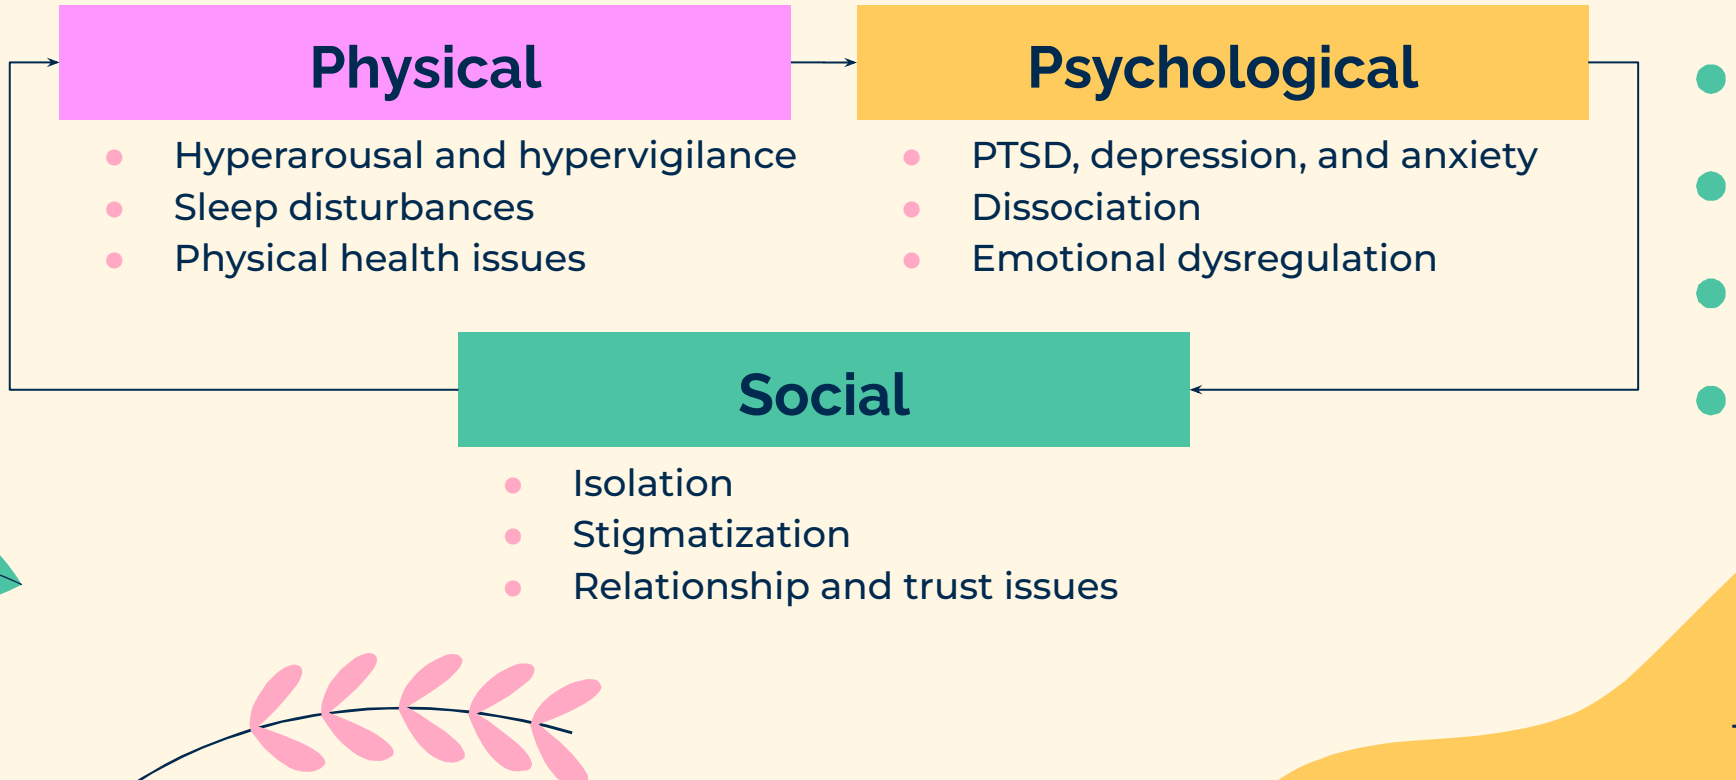 Physical
Hyperarousal and hypervigilance
Sleep disturbances
Physical health issues
Psychological
PTSD, depression, and anxiety
Dissociation
Emotional dysregulation
Social
Isolation
Stigmatization
Relationship and trust issues